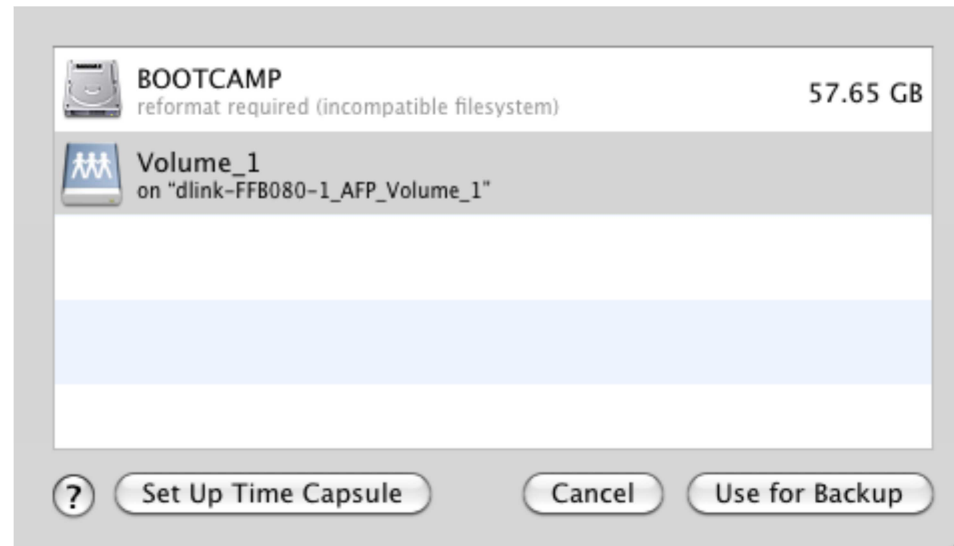 BOOTCAMP
57.65 GB
reformat required (incompatible filesystem)
Volume_1
on "dlink-FFB080-1_AFP_Volume_1"
?
Set Up Time Capsule
Cancel
Use for Backup